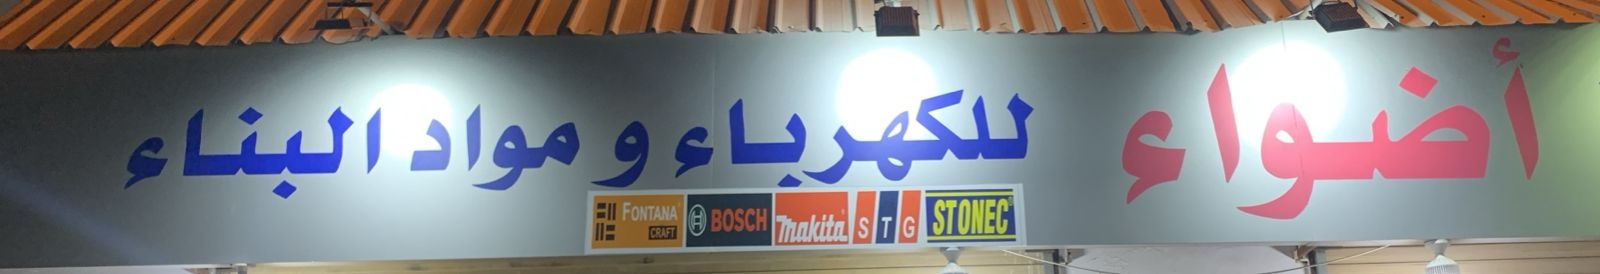 أضواء للكهرباء و مواد البناء
FONTANA CRAFT BOSCH makita STG STONEC